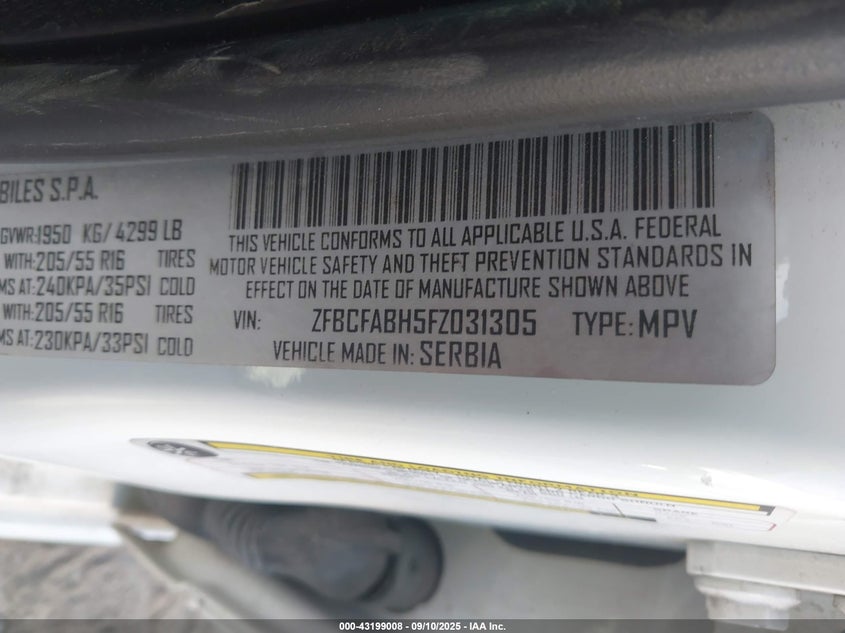 BILES S.P.A.
GVWR:1950 KG/ 4299 LB
WITH:205/55 R16 TIRES
MS AT:240KPA/35PSI COLD
WITH:205/55 R16 TIRES
MS AT:230KPA/33PSI COLD
THIS VEHICLE CONFORMS TO ALL APPLICABLE U.S.A. FEDERAL
MOTOR VEHICLE SAFETY AND THEFT PREVENTION STANDARDS IN
EFFECT ON THE DATE OF MANUFACTURE SHOWN ABOVE
VIN: ZFBCFABH5FZ031305 TYPE: MPV
VEHICLE MADE IN: SERBIA
000-43199008 - 09/10/2025 - IAA Inc.